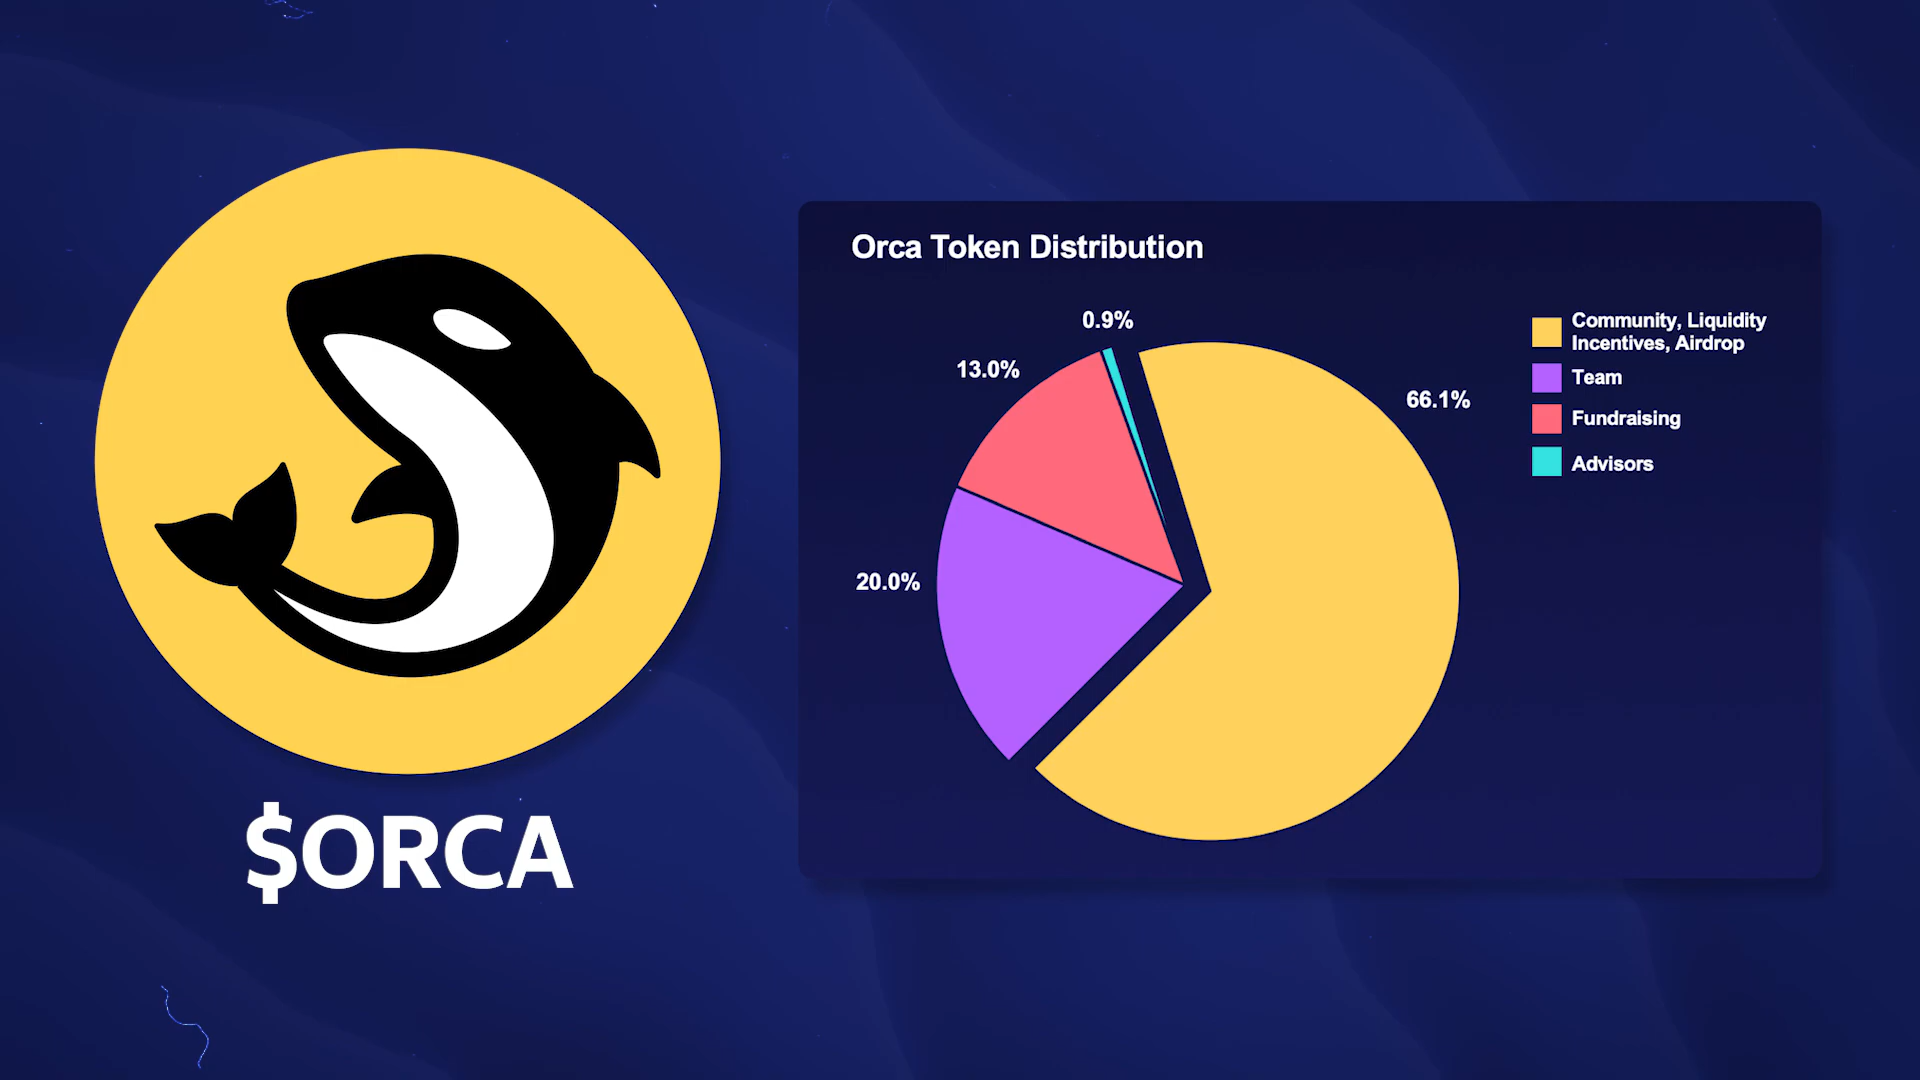 $ORCA
Orca Token Distribution
0.9%
13.0%
66.1%
20.0%
Community, Liquidity
Incentives, Airdrop
Team
Fundraising
Advisors